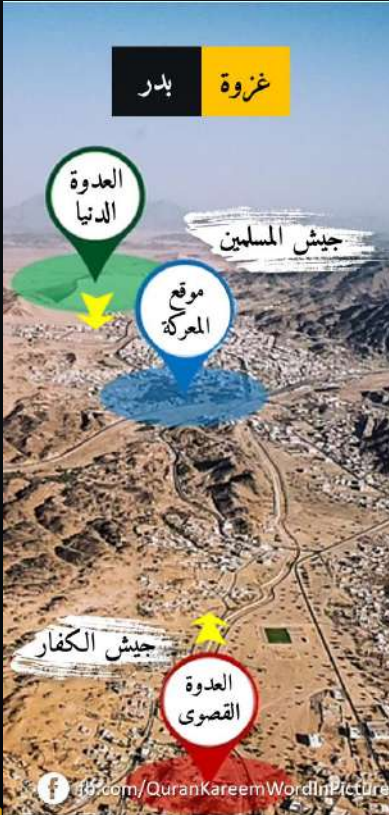 غزوة بدر
العدوة
الدنيا
جيش المسلمين
موقع
المعركة
جيش الكفار
العدوة
القصوى
fb.com/QuranKareemWordInPicture